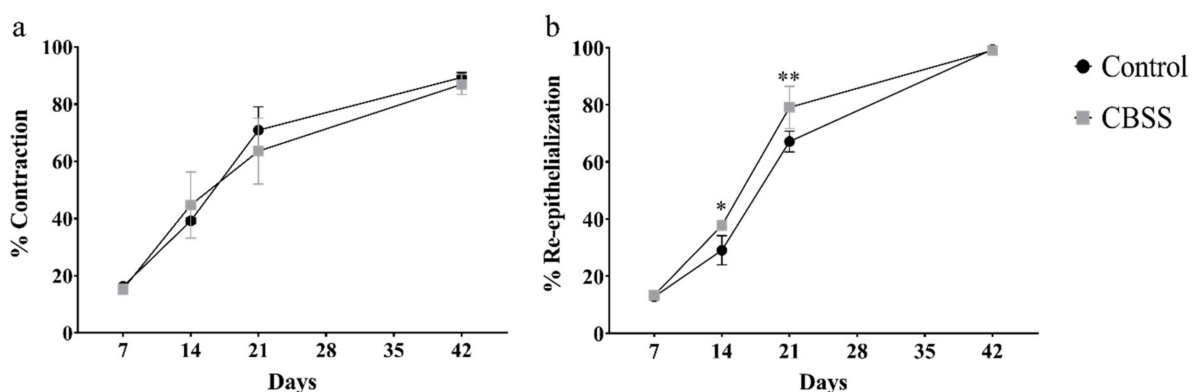 a
% Contraction
100
80
60
40
20
0
7 14 21 28 35 42
Days
b
% Re-epithelialization
100
80
60
40
20
0
*
**
7 14 21 28 35 42
Days
Control
CBSS